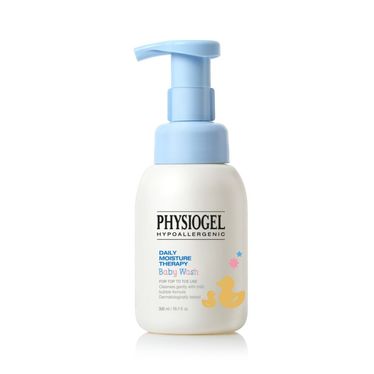 PHYSIOGEL
HYPOALLERGENIC
DAILY
MOISTURE
THERAPY
Baby Wash
FOR TOP TO TOE USE
Cleanses gently with mild
bubble formula
Dermatologically tested